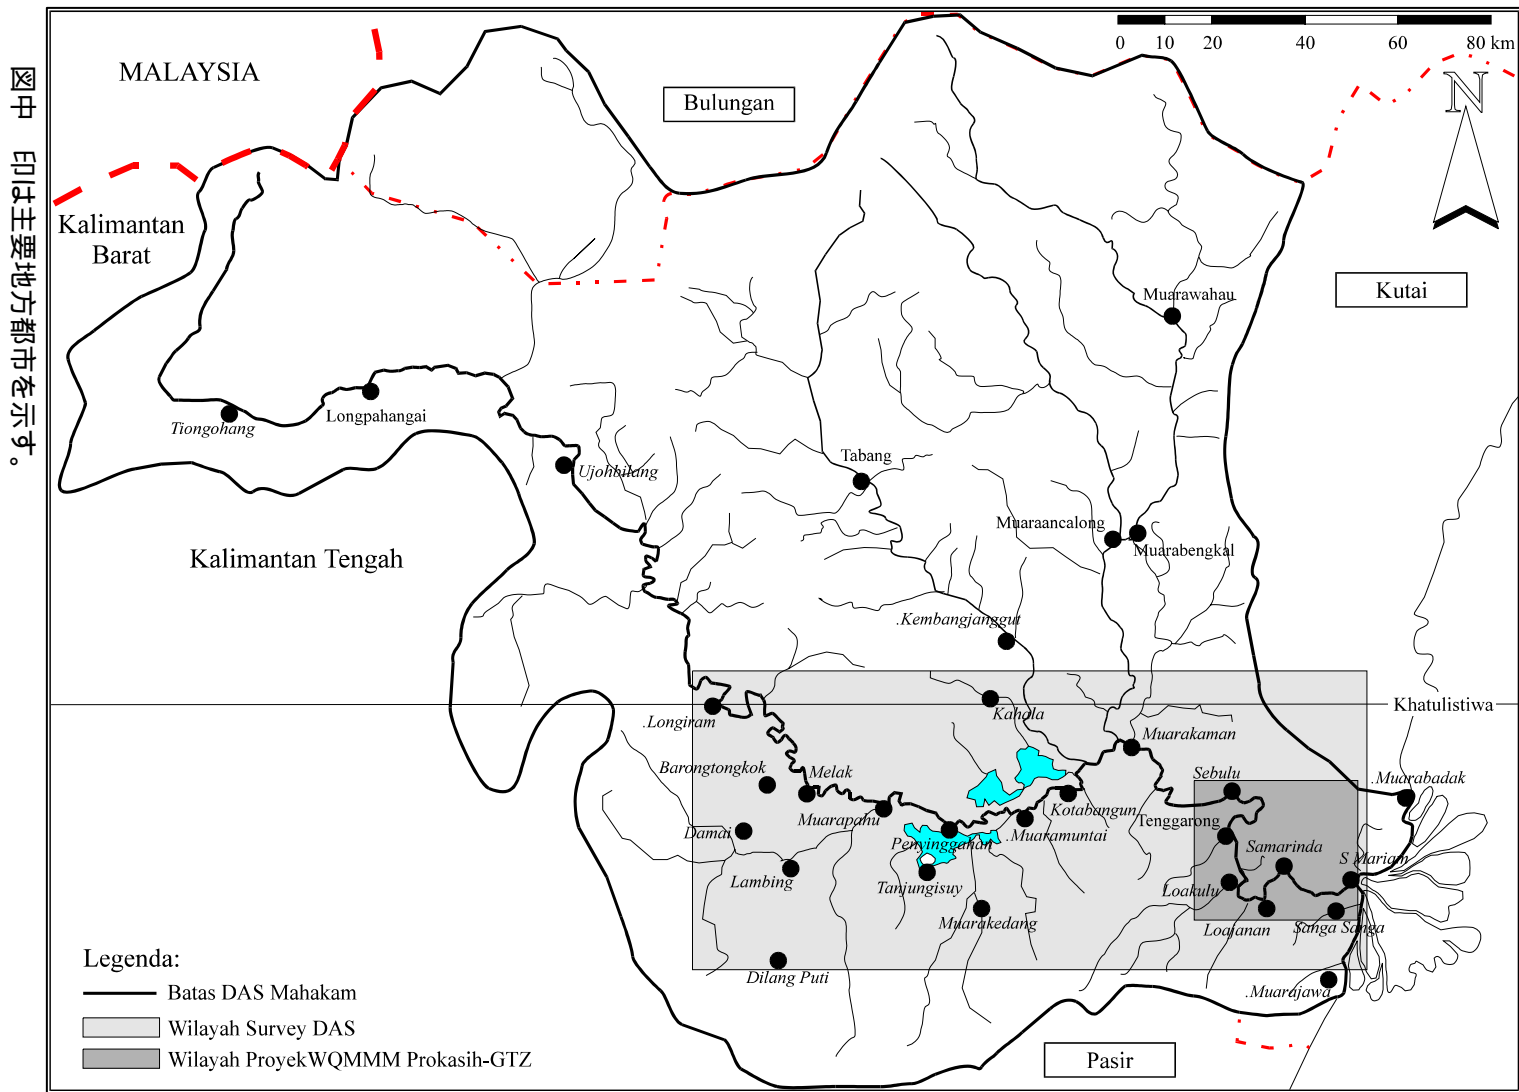 0 10 20 40 80 km
N
MALAYSIA
Bulungan
図中　印は主要地方都市を示す。
Kalimantan
Barat
Kutai
Muarawahau
Longpahangai
Tiongohang
Ujohbilang
Tabang
Muaraancalong
Muarabengkal
Kalimantan Tengah
.Kembangjanggut
Khatulistiwa
.Longiram
Kahala
Muarakaman
Barongtongkok
Melak
Sebulu
.Muarabadak
Kotabangun
Muarapahu
Tenggarong
Damai
Penyinggahan
.Muaramuntai
Samarinda
S Mariam
Lambing
Tanjungisuy
Loakulu
Muarakedang
Loajanan
Sanga Sanga
Dilang Puti
.Muarajawa
Legenda:
Batas DAS Mahakam
Wilayah Survey DAS
Wilayah ProyekWQMMM Prokasih-GTZ
Pasir